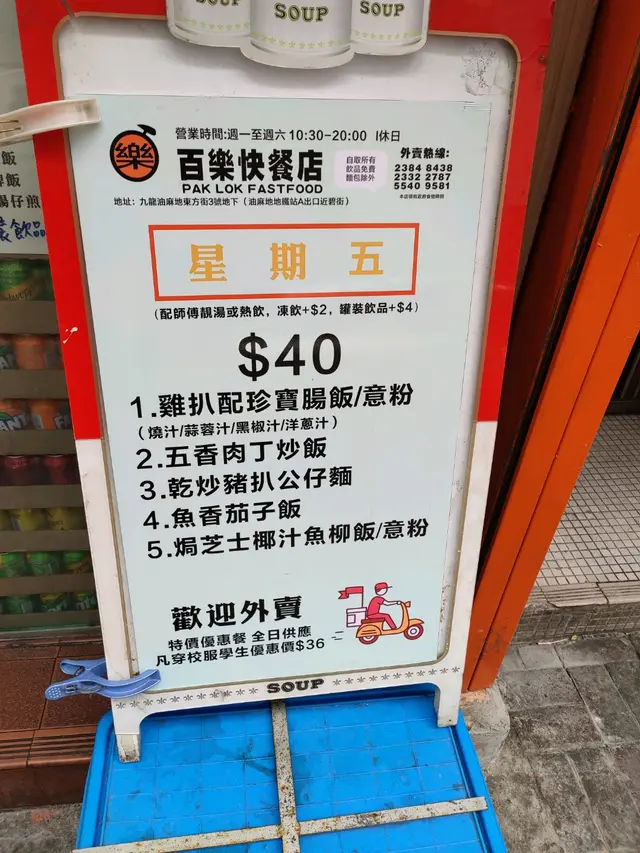 SOUP
SOUP
SOUP
營業時間:週一至週六 10:30-20:00 I休日
樂
百樂快餐店
PAK LOK FASTFOOD
自取所有
飲品免費
麵包除外
外賣熱線:
2384 8438
2332 2787
5540 9581
地址: 九龍油麻地東方街3號地下 (油麻地地鐵站A出口近碧街)
星期五
(配師傅靚湯或熱飲, 凍飲+$2, 罐裝飲品+$4)
$40
1.雞扒配珍寶腸飯/意粉
(燒汁/蒜蓉汁/黑椒汁/洋蔥汁)
2.五香肉丁炒飯
3.乾炒豬扒公仔麵
4.魚香茄子飯
5.焗芝士椰汁魚柳飯/意粉
歡迎外賣
特價優惠餐 全日供應
凡穿校服學生優惠價$36
SOUP
飯
飯
腸仔煎
飲品